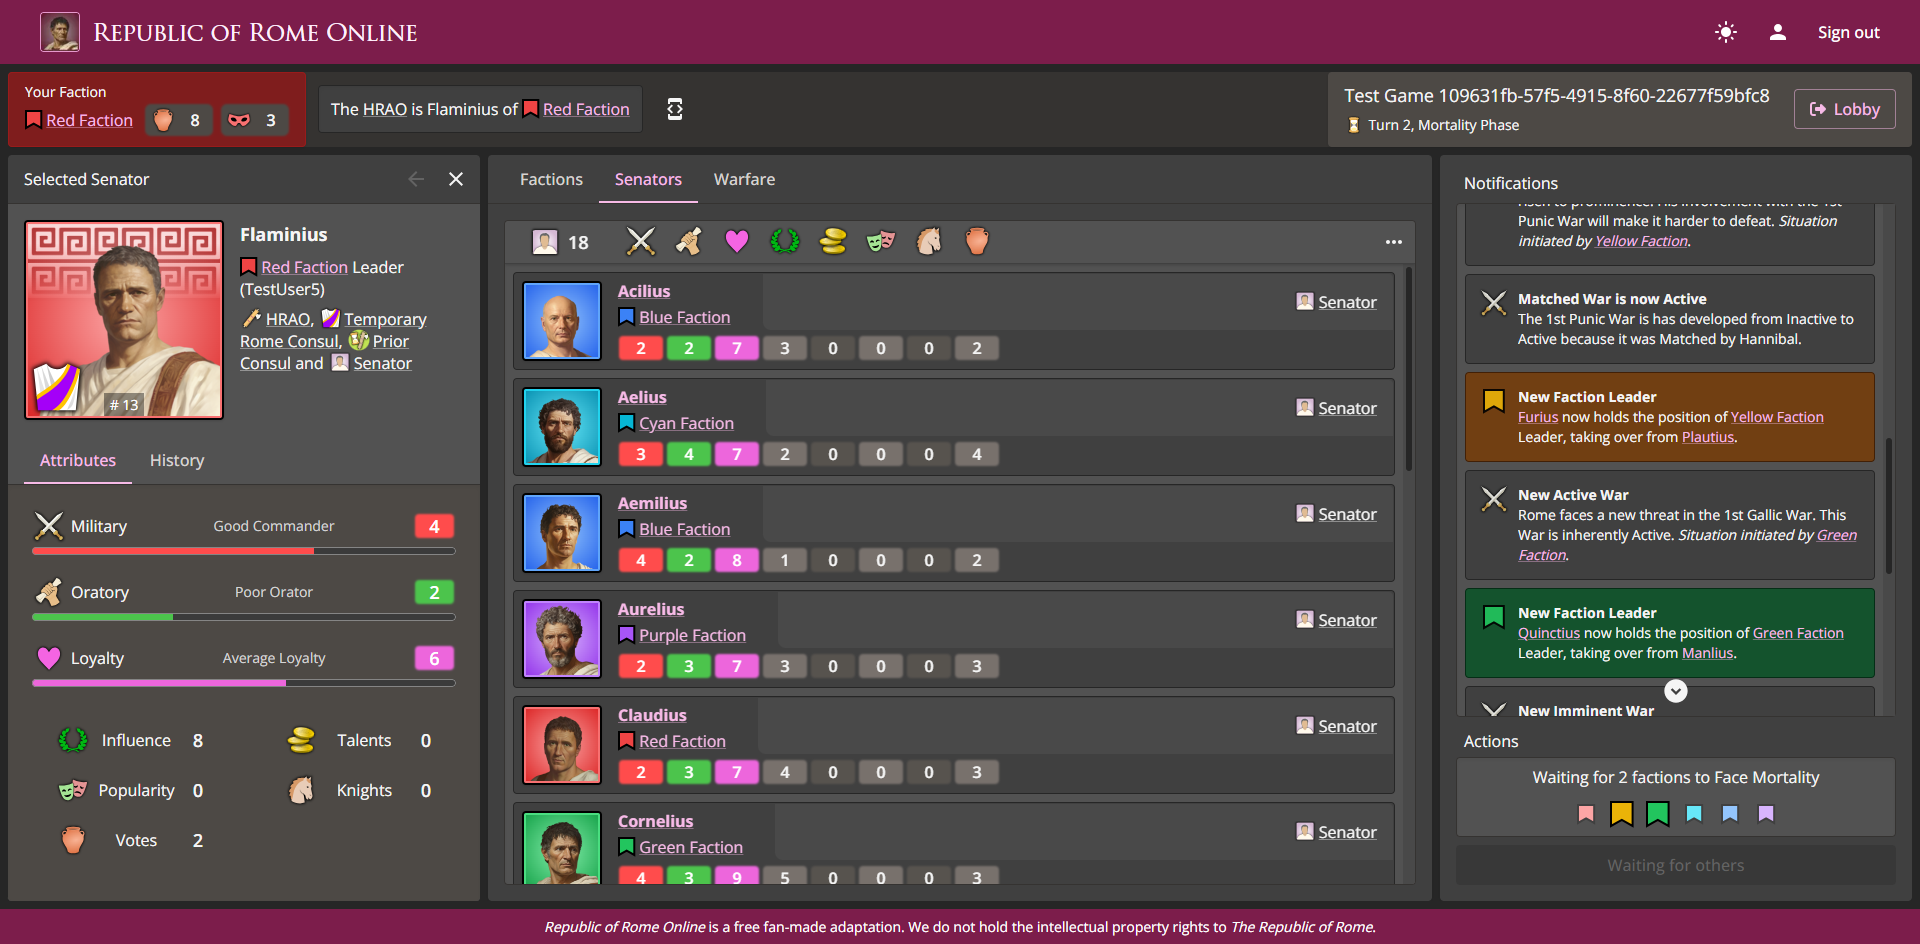 Republic of Rome Online
Sign out
Your Faction
Red Faction
8
3
The HRAO is Flaminius of Red Faction
Test Game 109631fb-57f5-4915-8f60-22677f59bfc8
Turn 2, Mortality Phase
Lobby
Selected Senator
Flaminius
Red Faction Leader
(TestUser5)
HRAO, Temporary
Rome Consul, Prior
Consul and Senator
# 13
Attributes
History
Military
Good Commander
4
Oratory
Poor Orator
2
Loyalty
Average Loyalty
6
Influence 8
Talents 0
Popularity 0
Knights 0
Votes 2
Factions
Senators
Warfare
18
Acilius
Blue Faction
Senator
2 2 7 3 0 0 0 2
Aelius
Cyan Faction
Senator
3 4 7 2 0 0 0 4
Aemilius
Blue Faction
Senator
4 2 8 1 0 0 0 2
Aurelius
Purple Faction
Senator
2 3 7 3 0 0 0 3
Claudius
Red Faction
Senator
2 3 7 4 0 0 0 3
Cornelius
Green Faction
Senator
4 3 9 5 0 0 0 3
Notifications
risen to prominence. His involvement with the 1st
Punic War will make it harder to defeat. Situation
initiated by Yellow Faction.
Matched War is now Active
The 1st Punic War is has developed from Inactive to
Active because it was Matched by Hannibal.
New Faction Leader
Furius now holds the position of Yellow Faction
Leader, taking over from Plautius.
New Active War
Rome faces a new threat in the 1st Gallic War. This
War is inherently Active. Situation initiated by Green
Faction.
New Faction Leader
Quinctius now holds the position of Green Faction
Leader, taking over from Manlius.
New Imminent War
Actions
Waiting for 2 factions to Face Mortality
Waiting for others
Republic of Rome Online is a free fan-made adaptation. We do not hold the intellectual property rights to The Republic of Rome.